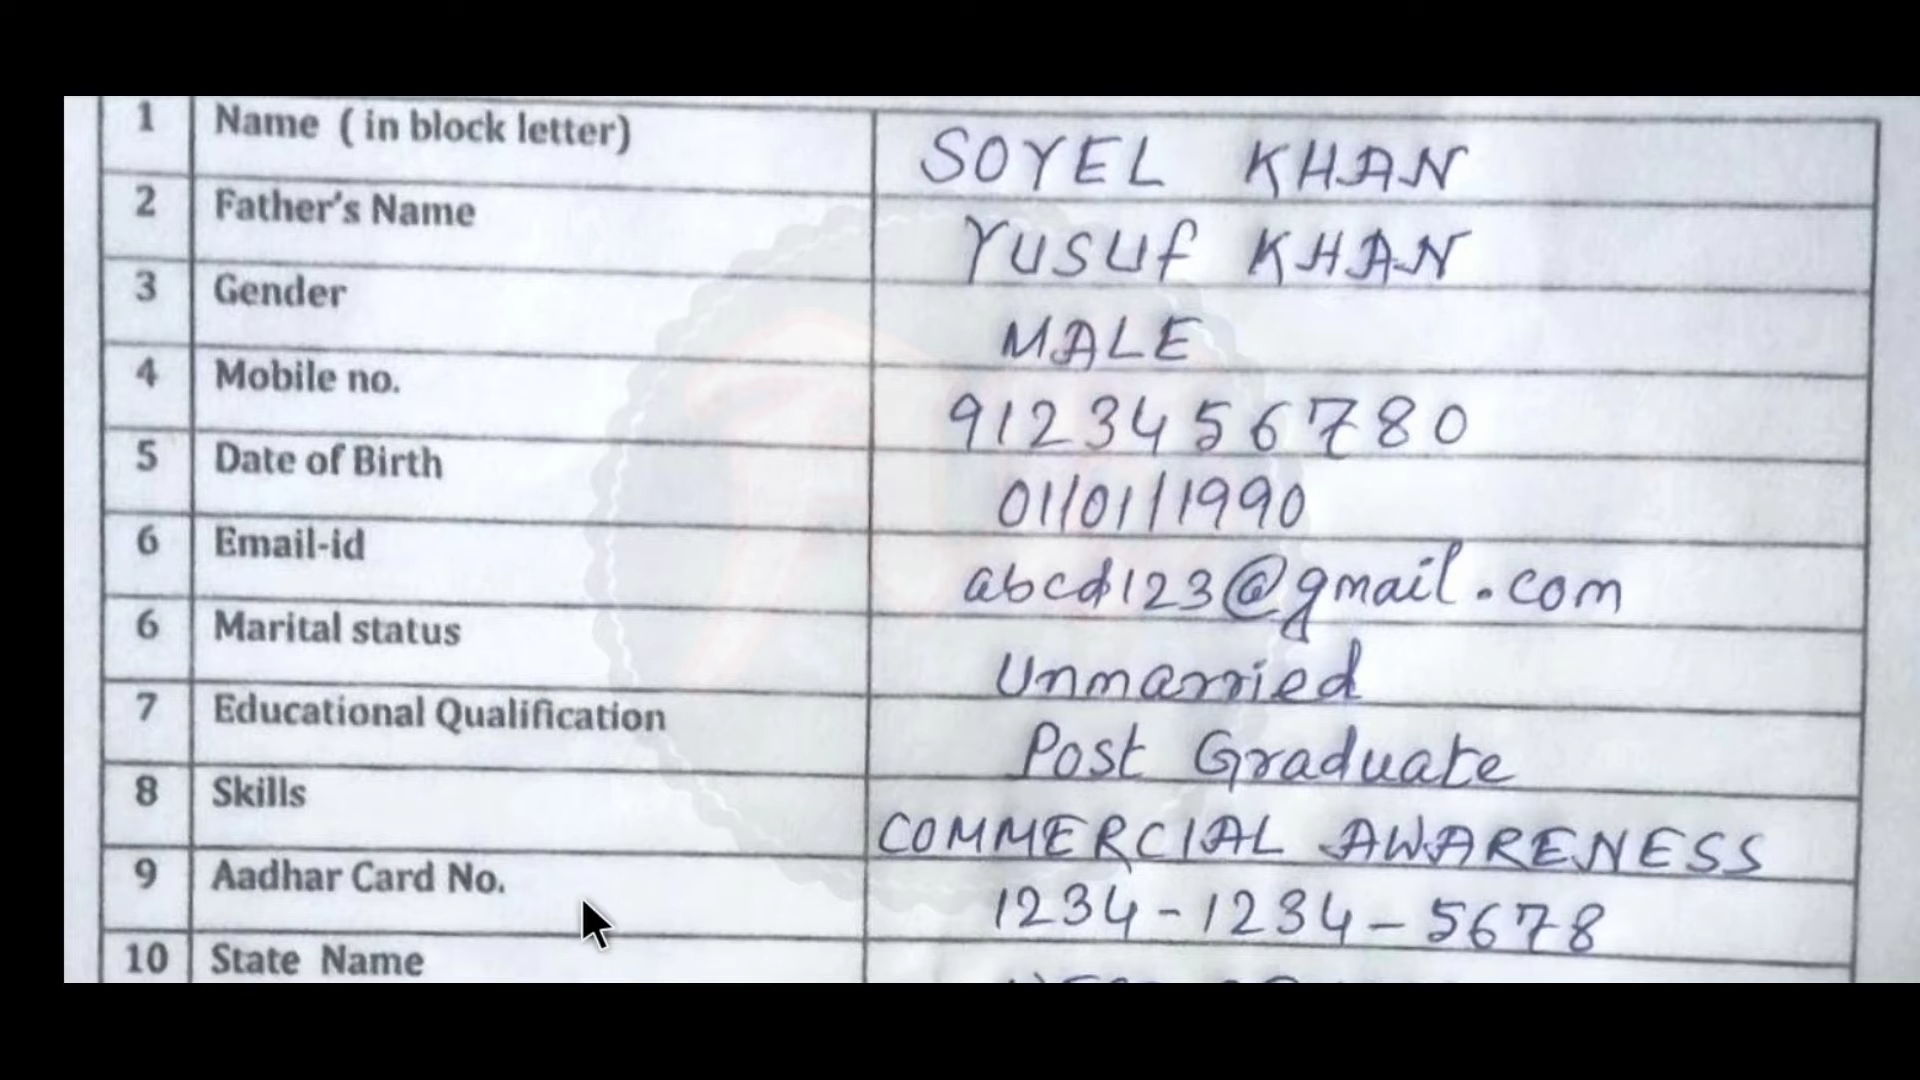 1 Name ( in block letter) SOYEL KHAN
2 Father's Name YUSUf KHAN
3 Gender MALE
4 Mobile no. 9123456780
5 Date of Birth 01/01/1990
6 Email-id abcd123@gmail.com
6 Marital status Unmarried
7 Educational Qualification Post Graduate
8 Skills COMMERCIAL AWARENESS
9 Aadhar Card No. 1234-1234-5678
10 State Name